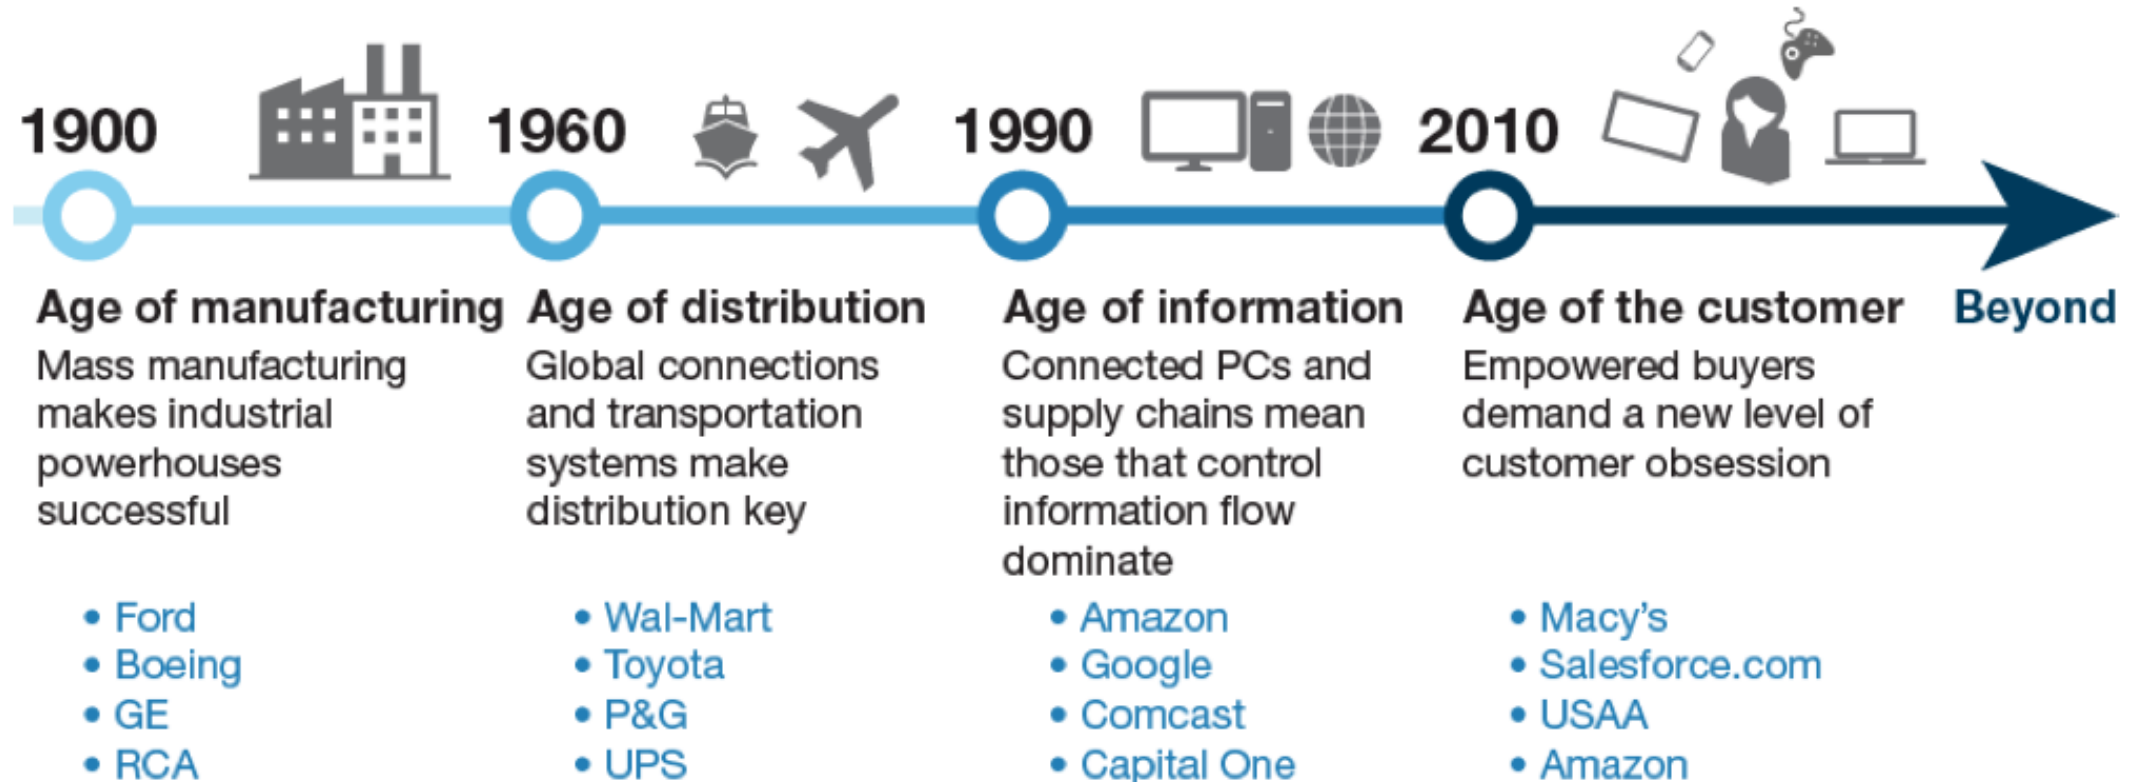 1900
1960
1990
2010
Age of manufacturing
Mass manufacturing
makes industrial
powerhouses
successful
• Ford
• Boeing
• GE
• RCA
Age of distribution
Global connections
and transportation
systems make
distribution key
• Wal-Mart
• Toyota
• P&G
• UPS
Age of information
Connected PCs and
supply chains mean
those that control
information flow
dominate
• Amazon
• Google
• Comcast
• Capital One
Age of the customer
Empowered buyers
demand a new level of
customer obsession
• Macy’s
• Salesforce.com
• USAA
• Amazon
Beyond